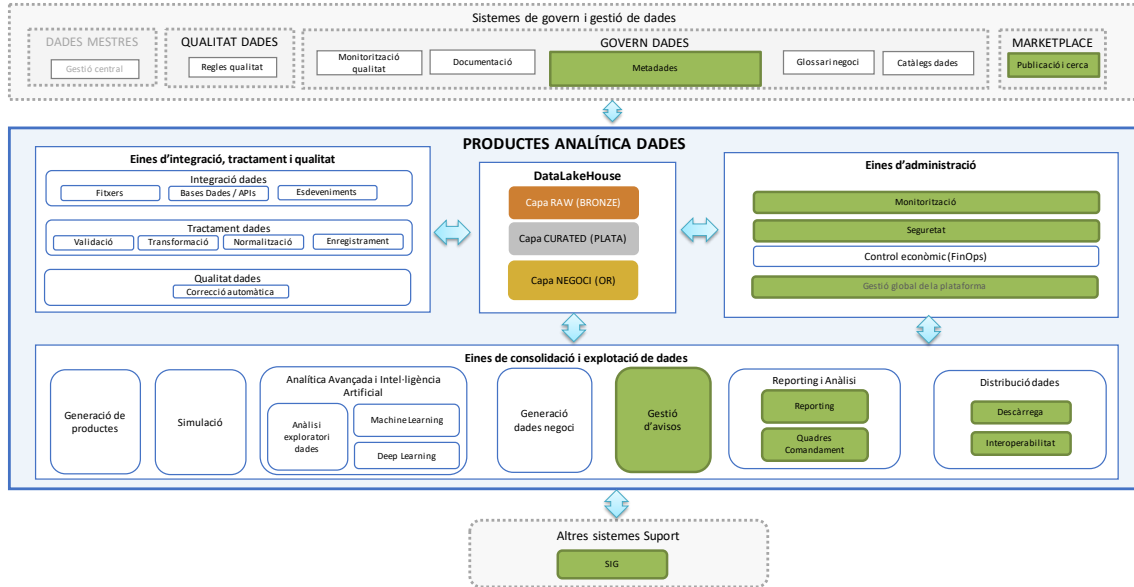 Sistemes de govern i gestió de dades
DADES MESTRES
Gestió central
QUALITAT DADES
Regles qualitat
GOVERN DADES
Monitorització
qualitat
Documentació
Metadades
Glossari negoci
Catàlegs dades
MARKETPLACE
Publicació i cerca
PRODUCTES ANALÍTICA DADES
Eines d'integració, tractament i qualitat
Integració dades
Fitxers
Bases Dades / APIs
Esdeveniments
Tractament dades
Validació
Transformació
Normalització
Enregistrament
Qualitat dades
Correcció automàtica
DataLakeHouse
Capa RAW (BRONZE)
Capa CURATED (PLATA)
Capa NEGOCI (OR)
Eines d'administració
Monitorització
Seguretat
Control econòmic (FinOps)
Gestió global de la plataforma
Eines de consolidació i explotació de dades
Generació de
productes
Simulació
Analítica Avançada i Intel·ligència
Artificial
Anàlisi
exploratori
dades
Machine Learning
Deep Learning
Generació
dades negoci
Gestió
d'avisos
Reporting i Anàlisi
Reporting
Quadres
Comandament
Distribució dades
Descàrrega
Interoperabilitat
Altres sistemes Suport
SIG